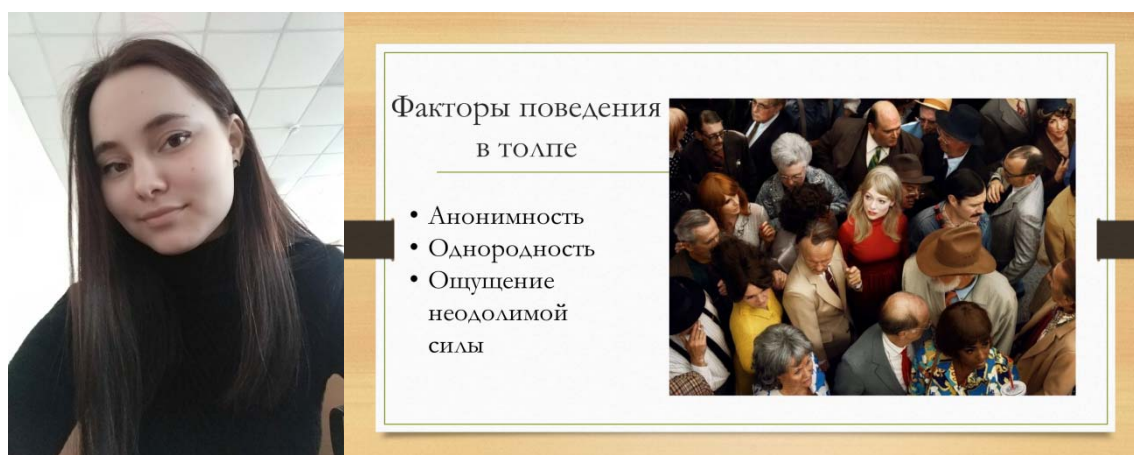 Факторы поведения
в толпе
• Анонимность
• Однородность
• Ощущение
неодолимой
силы